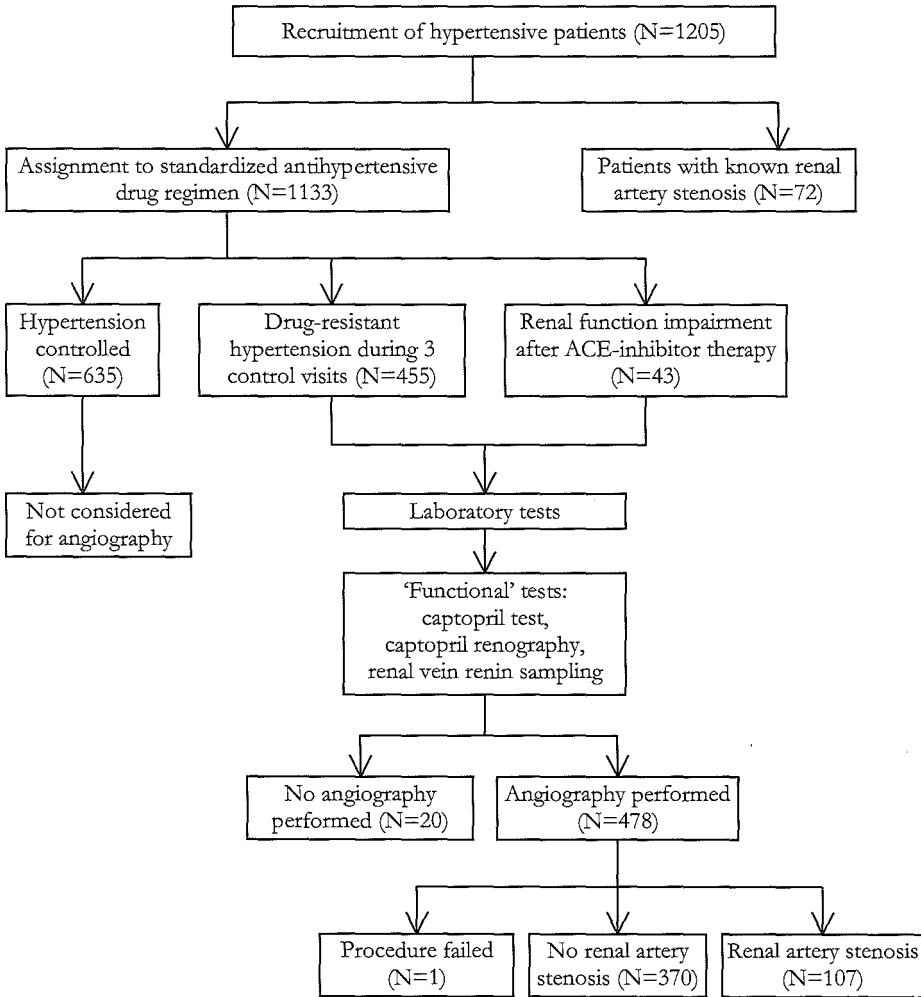 Recruitment of hypertensive patients (N=1205)
Assignment to standardized antihypertensive
drug regimen (N=1133)
Patients with known renal
artery stenosis (N=72)
Hypertension
controlled
(N=635)
Drug-resistant
hypertension during 3
control visits (N=455)
Renal function impairment
after ACE-inhibitor therapy
(N=43)
Not considered
for angiography
Laboratory tests
‘Functional’ tests:
captopril test,
captopril renography,
renal vein renin sampling
No angiography
performed (N=20)
Angiography performed
(N=478)
Procedure failed
(N=1)
No renal artery
stenosis (N=370)
Renal artery stenosis
(N=107)